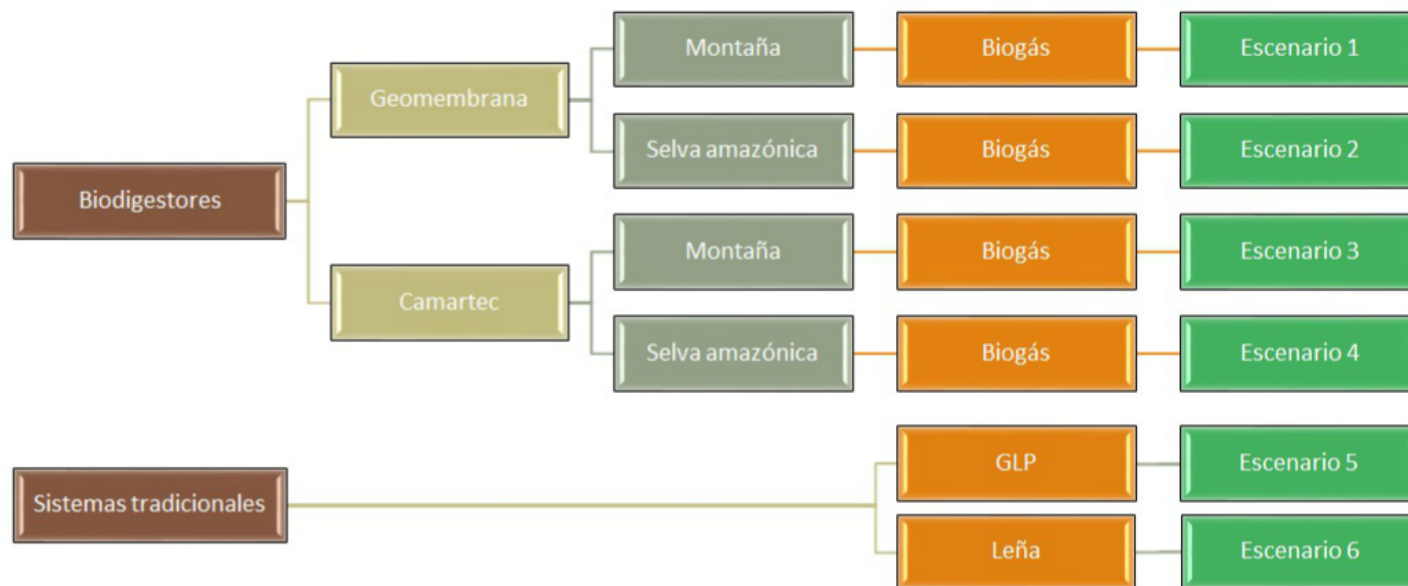 Montaña
Biogás
Escenario 1
Geomembrana
Selva amazónica
Biogás
Escenario 2
Biodigestores
Montaña
Biogás
Escenario 3
Camartec
Selva amazónica
Biogás
Escenario 4
GLP
Escenario 5
Sistemas tradicionales
Leña
Escenario 6